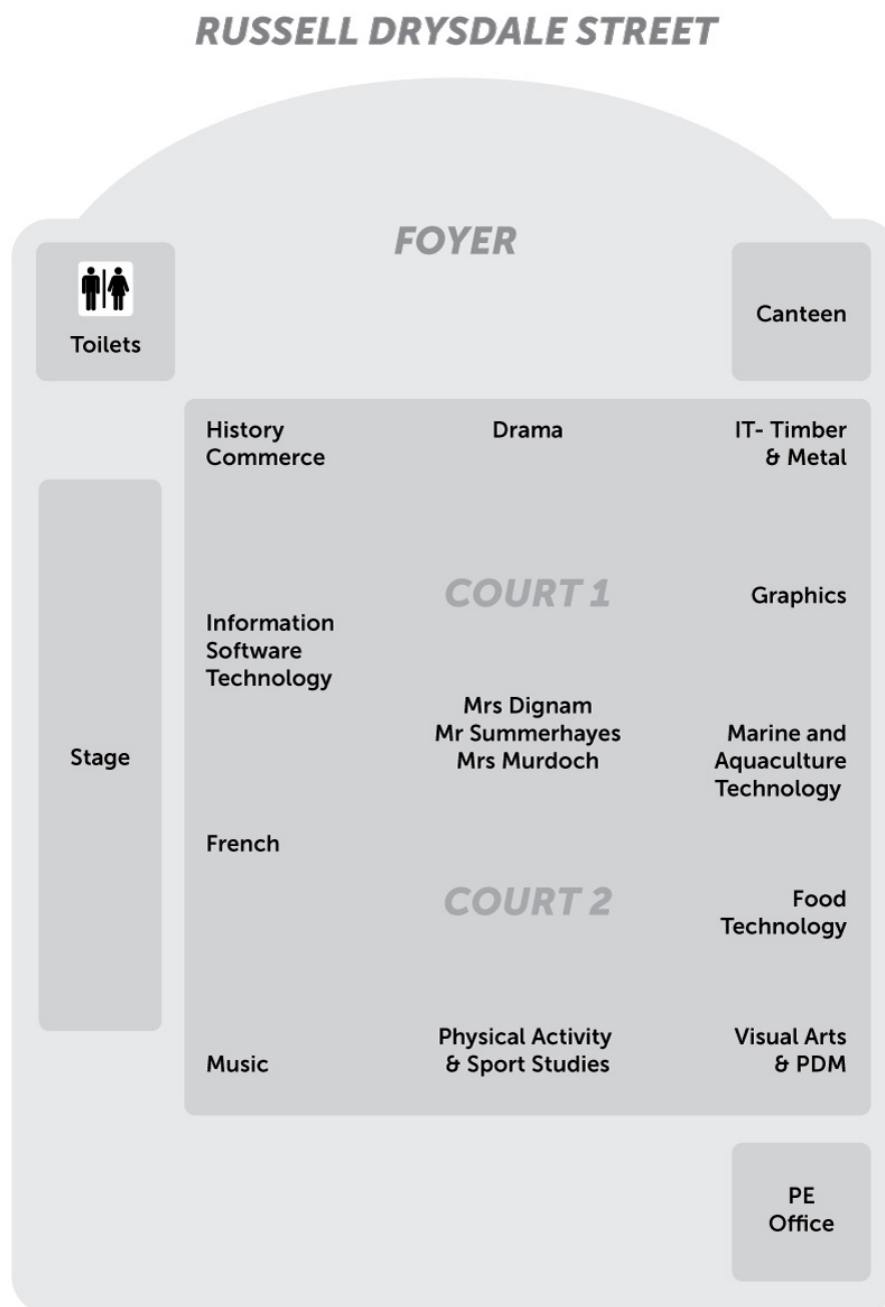 RUSSELL DRYSDALE STREET
FOYER
Toilets
Canteen
History
Commerce
Drama
IT- Timber
& Metal
COURT 1
Graphics
Information
Software
Technology
Mrs Dignam
Mr Summerhayes
Mrs Murdoch
Marine and
Aquaculture
Technology
Stage
French
COURT 2
Food
Technology
Music
Physical Activity
& Sport Studies
Visual Arts
& PDM
PE
Office